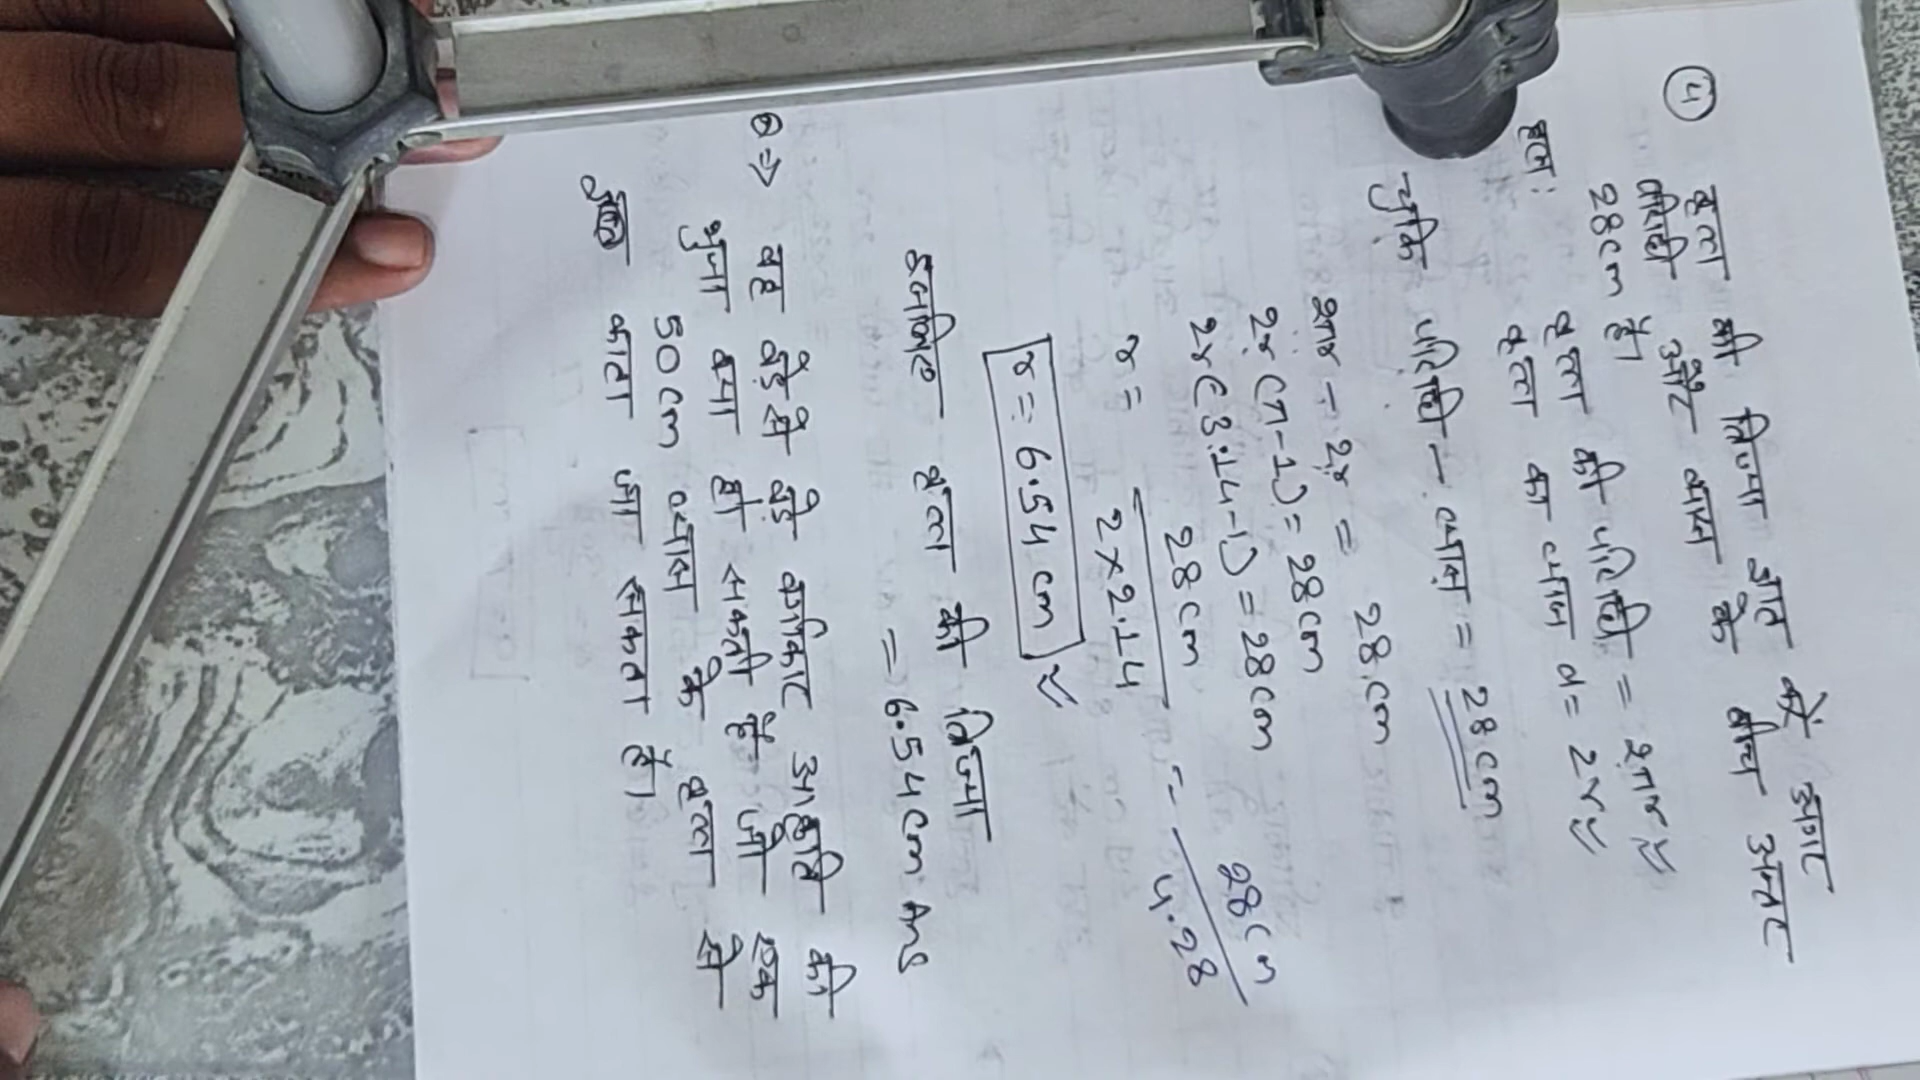 ④ वृत्त की त्रिज्या ज्ञात करें अगर
परिधि और व्यास के बीच अन्तर
28cm है।
हल: वृत्त की परिधि = 2πr
वृत्त का व्यास d = 2r
चुकि परिधि - व्यास = 28cm
2πr - 2r = 28cm
2r (π-1) = 28cm
2r (3.14-1) = 28cm
r = 28cm / 2×2.14 = 28cm / 4.28
r = 6.54 cm
इसलिए वृत्त की त्रिज्या
= 6.54cm Ans
Q ⇒ वह बड़े से बड़े वर्गाकार आकृति की
भुजा क्या हो सकती है जो एक
50cm व्यास के वृत्त से
काटा जा सकता है।